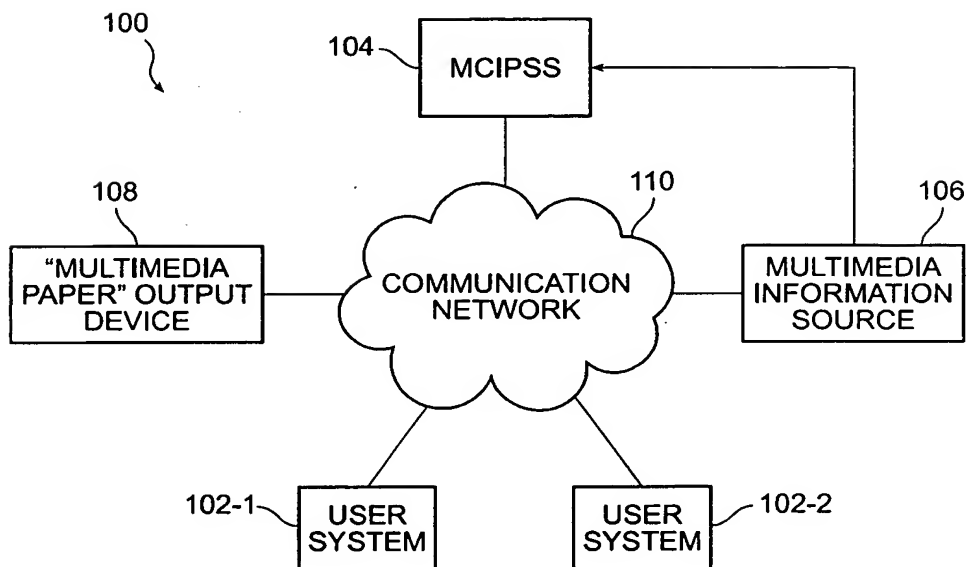 100
104
MCIPSS
108
110
106
“MULTIMEDIA
PAPER” OUTPUT
DEVICE
COMMUNICATION
NETWORK
MULTIMEDIA
INFORMATION
SOURCE
102-1
USER
SYSTEM
USER
SYSTEM
102-2